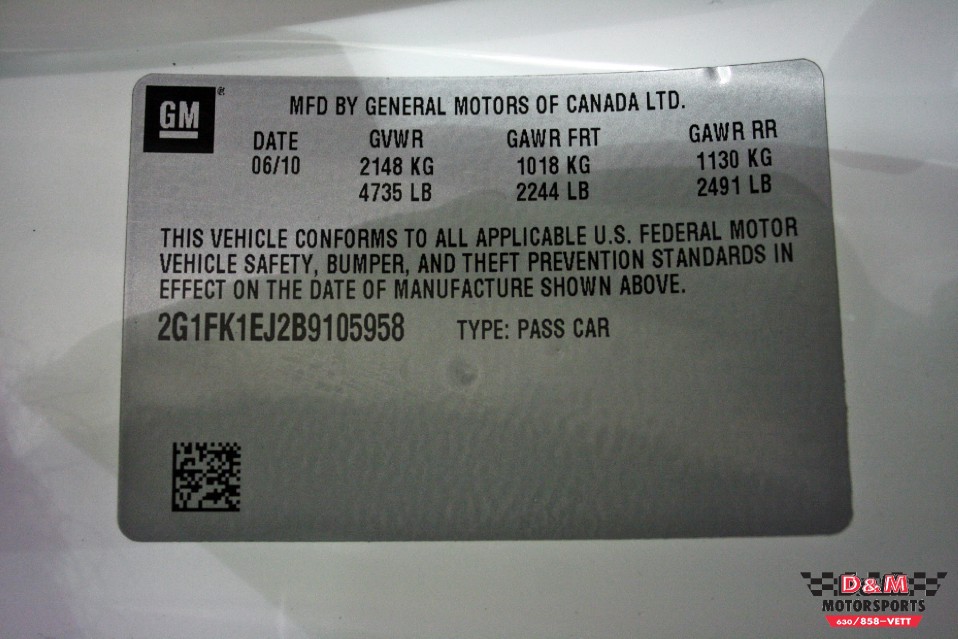 GM®
MFD BY GENERAL MOTORS OF CANADA LTD.
DATE GVWR GAWR FRT GAWR RR
06/10 2148 KG 1018 KG 1130 KG
4735 LB 2244 LB 2491 LB
THIS VEHICLE CONFORMS TO ALL APPLICABLE U.S. FEDERAL MOTOR
VEHICLE SAFETY, BUMPER, AND THEFT PREVENTION STANDARDS IN
EFFECT ON THE DATE OF MANUFACTURE SHOWN ABOVE.
2G1FK1EJ2B9105958 TYPE: PASS CAR
D&M
MOTORSPORTS
630/858-VETT